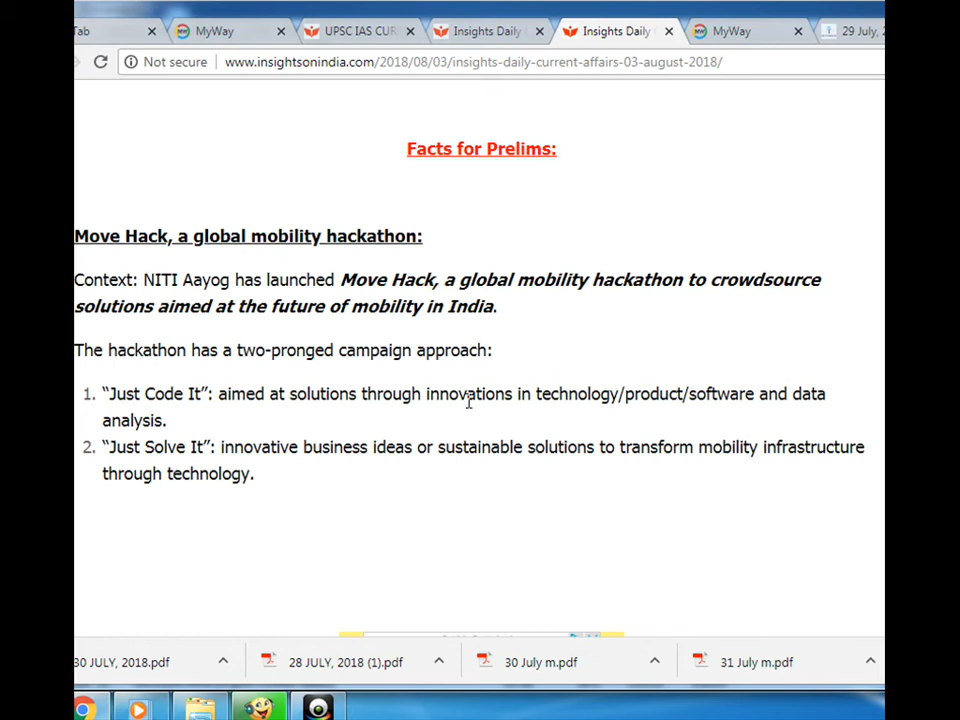 Tab
MyWay
UPSC IAS CUR
Insights Daily
Insights Daily
MyWay
29 July, 2
Not secure
www.insightsonindia.com/2018/08/03/insights-daily-current-affairs-03-august-2018/
Facts for Prelims:
Move Hack, a global mobility hackathon:
Context: NITI Aayog has launched Move Hack, a global mobility hackathon to crowdsource
solutions aimed at the future of mobility in India.
The hackathon has a two-pronged campaign approach:
1. “Just Code It”: aimed at solutions through innovations in technology/product/software and data
analysis.
2. “Just Solve It”: innovative business ideas or sustainable solutions to transform mobility infrastructure
through technology.
30 JULY, 2018.pdf
28 JULY, 2018 (1).pdf
30 July m.pdf
31 July m.pdf